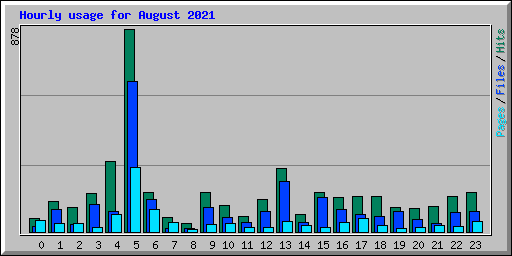 Hourly usage for August 2021
878
Pages / Files / Hits
0 1 2 3 4 5 6 7 8 9 10 11 12 13 14 15 16 17 18 19 20 21 22 23